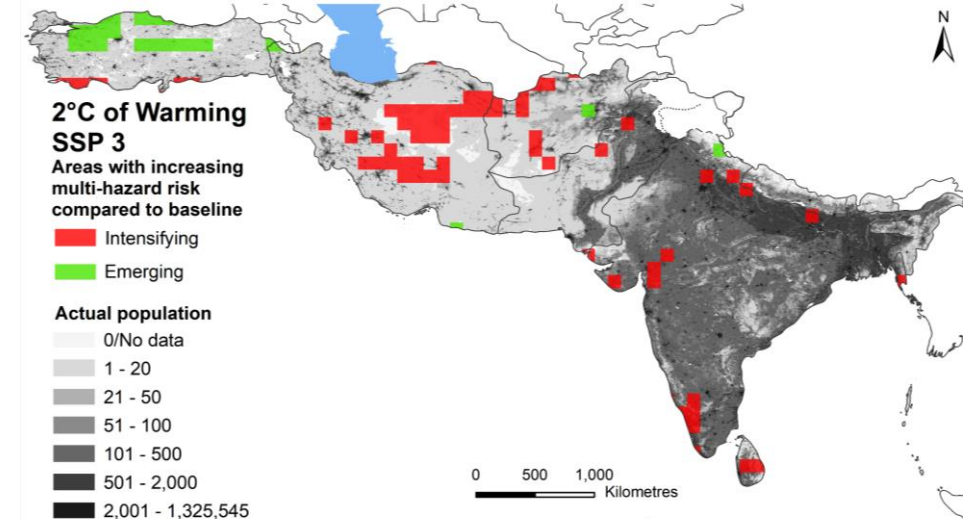 N
2°C of Warming
SSP 3
Areas with increasing
multi-hazard risk
compared to baseline
Intensifying
Emerging
Actual population
0/No data
1 - 20
21 - 50
51 - 100
101 - 500
501 - 2,000
2,001 - 1,325,545
0 500 1,000
Kilometres